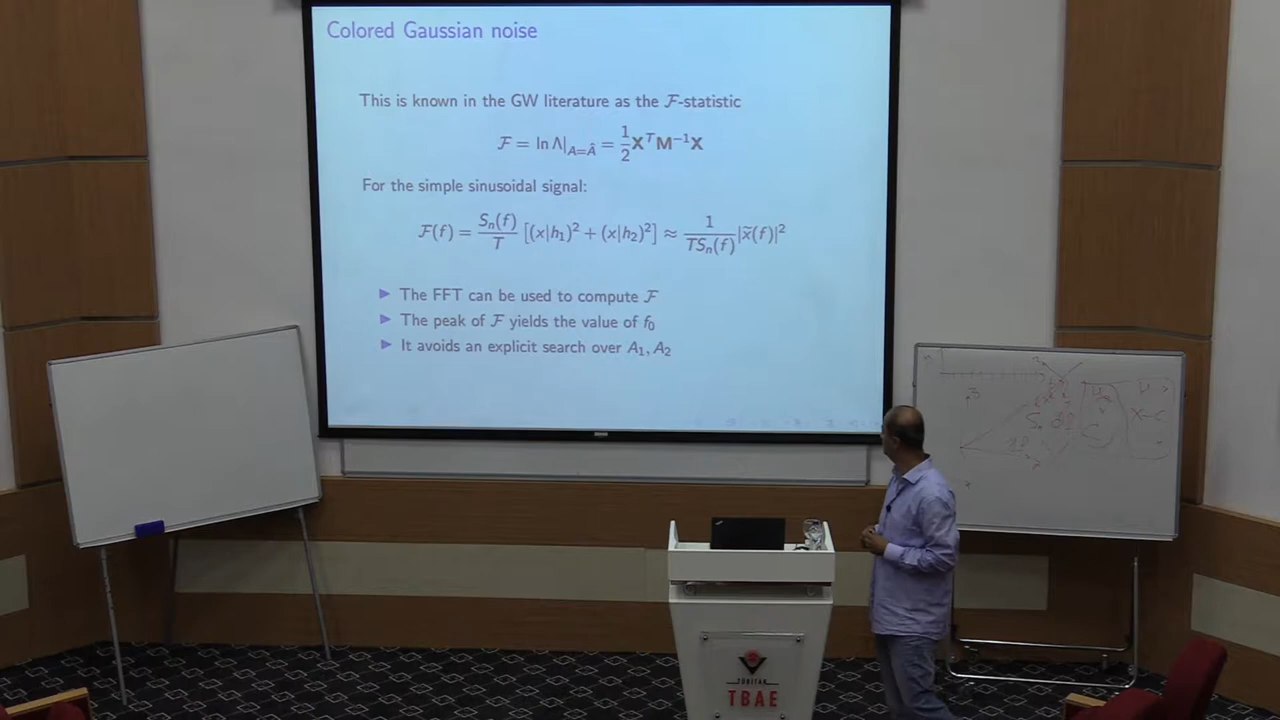 Colored Gaussian noise
This is known in the GW literature as the ℱ-statistic
ℱ = ln Λ|_{A=Â} = 1/2 X^T M^{-1} X
For the simple sinusoidal signal:
ℱ(f) = S_n(f)/T [(x|h_1)^2 + (x|h_2)^2] ≈ 1/(T S_n(f)) |x̃(f)|^2
▶ The FFT can be used to compute ℱ
▶ The peak of ℱ yields the value of f_0
▶ It avoids an explicit search over A_1, A_2
TÜBİTAK
TBAE